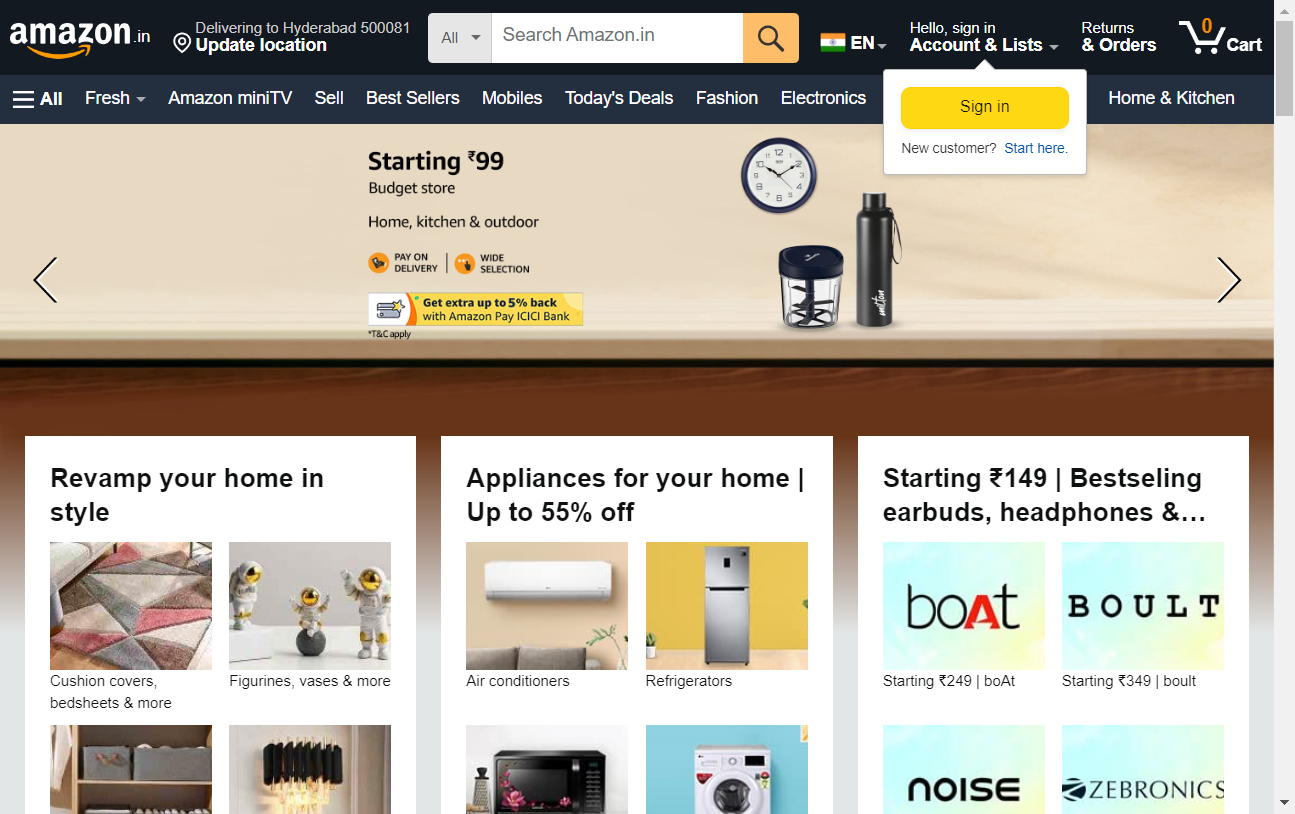 amazon.in
Delivering to Hyderabad 500081
Update location
All
Search Amazon.in
EN
Hello, sign in
Account & Lists
Returns
& Orders
0
Cart
All
Fresh
Amazon miniTV
Sell
Best Sellers
Mobiles
Today's Deals
Fashion
Electronics
Home & Kitchen
Sign in
New customer? Start here.
Starting ₹99
Budget store
Home, kitchen & outdoor
PAY ON
DELIVERY
WIDE
SELECTION
Get extra up to 5% back
with Amazon Pay ICICI Bank
*T&C apply
milton
Revamp your home in
style
Cushion covers,
bedsheets & more
Figurines, vases & more
Appliances for your home |
Up to 55% off
Air conditioners
Refrigerators
Starting ₹149 | Bestseling
earbuds, headphones &...
boAt
BOULT
Starting ₹249 | boAt
Starting ₹349 | boult
noise
ZEBRONICS